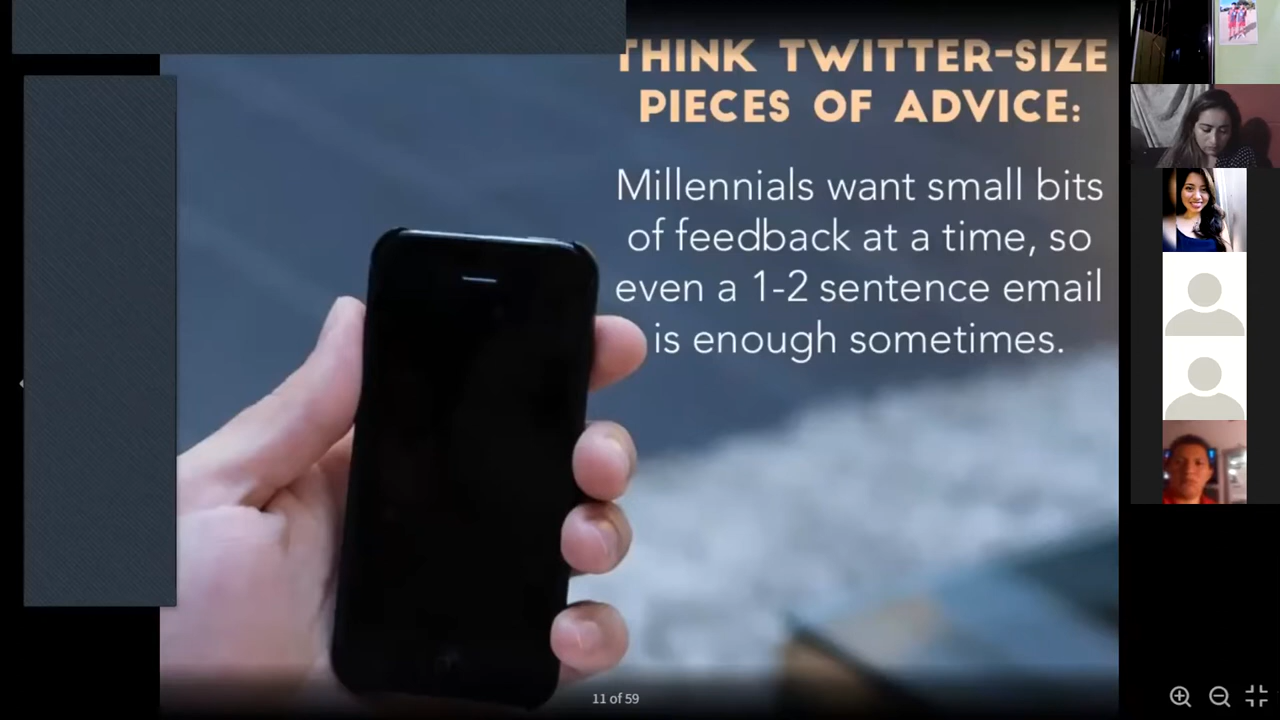 THINK TWITTER-SIZE
PIECES OF ADVICE:
Millennials want small bits
of feedback at a time, so
even a 1-2 sentence email
is enough sometimes.
11 of 59